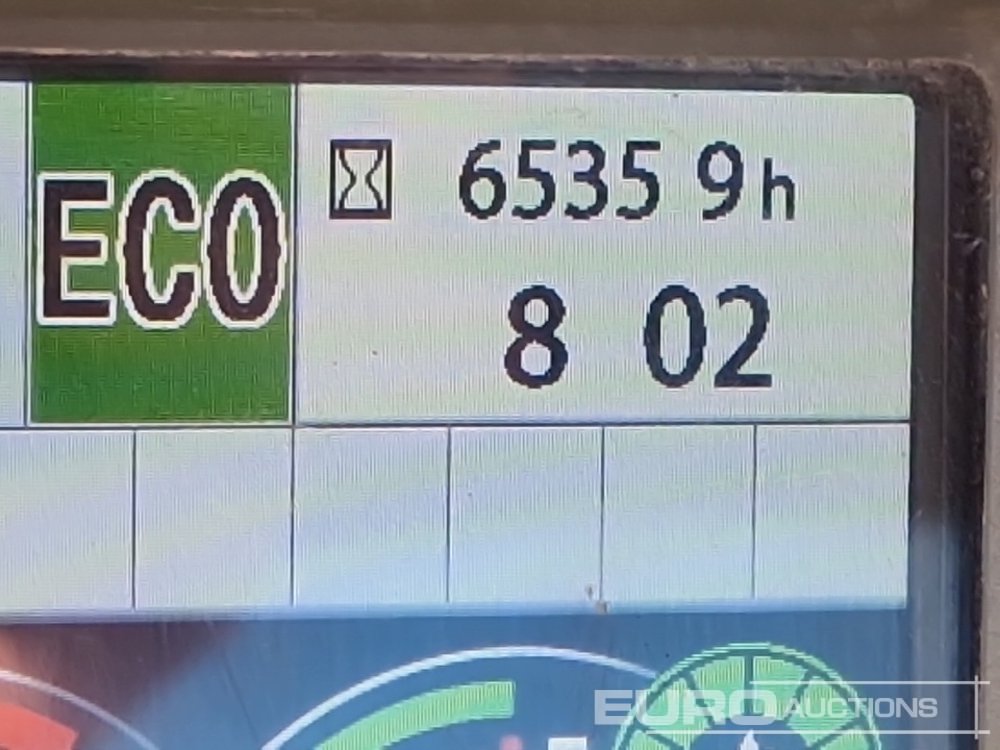 ECO
6535 9h
8 02
EURO AUCTIONS